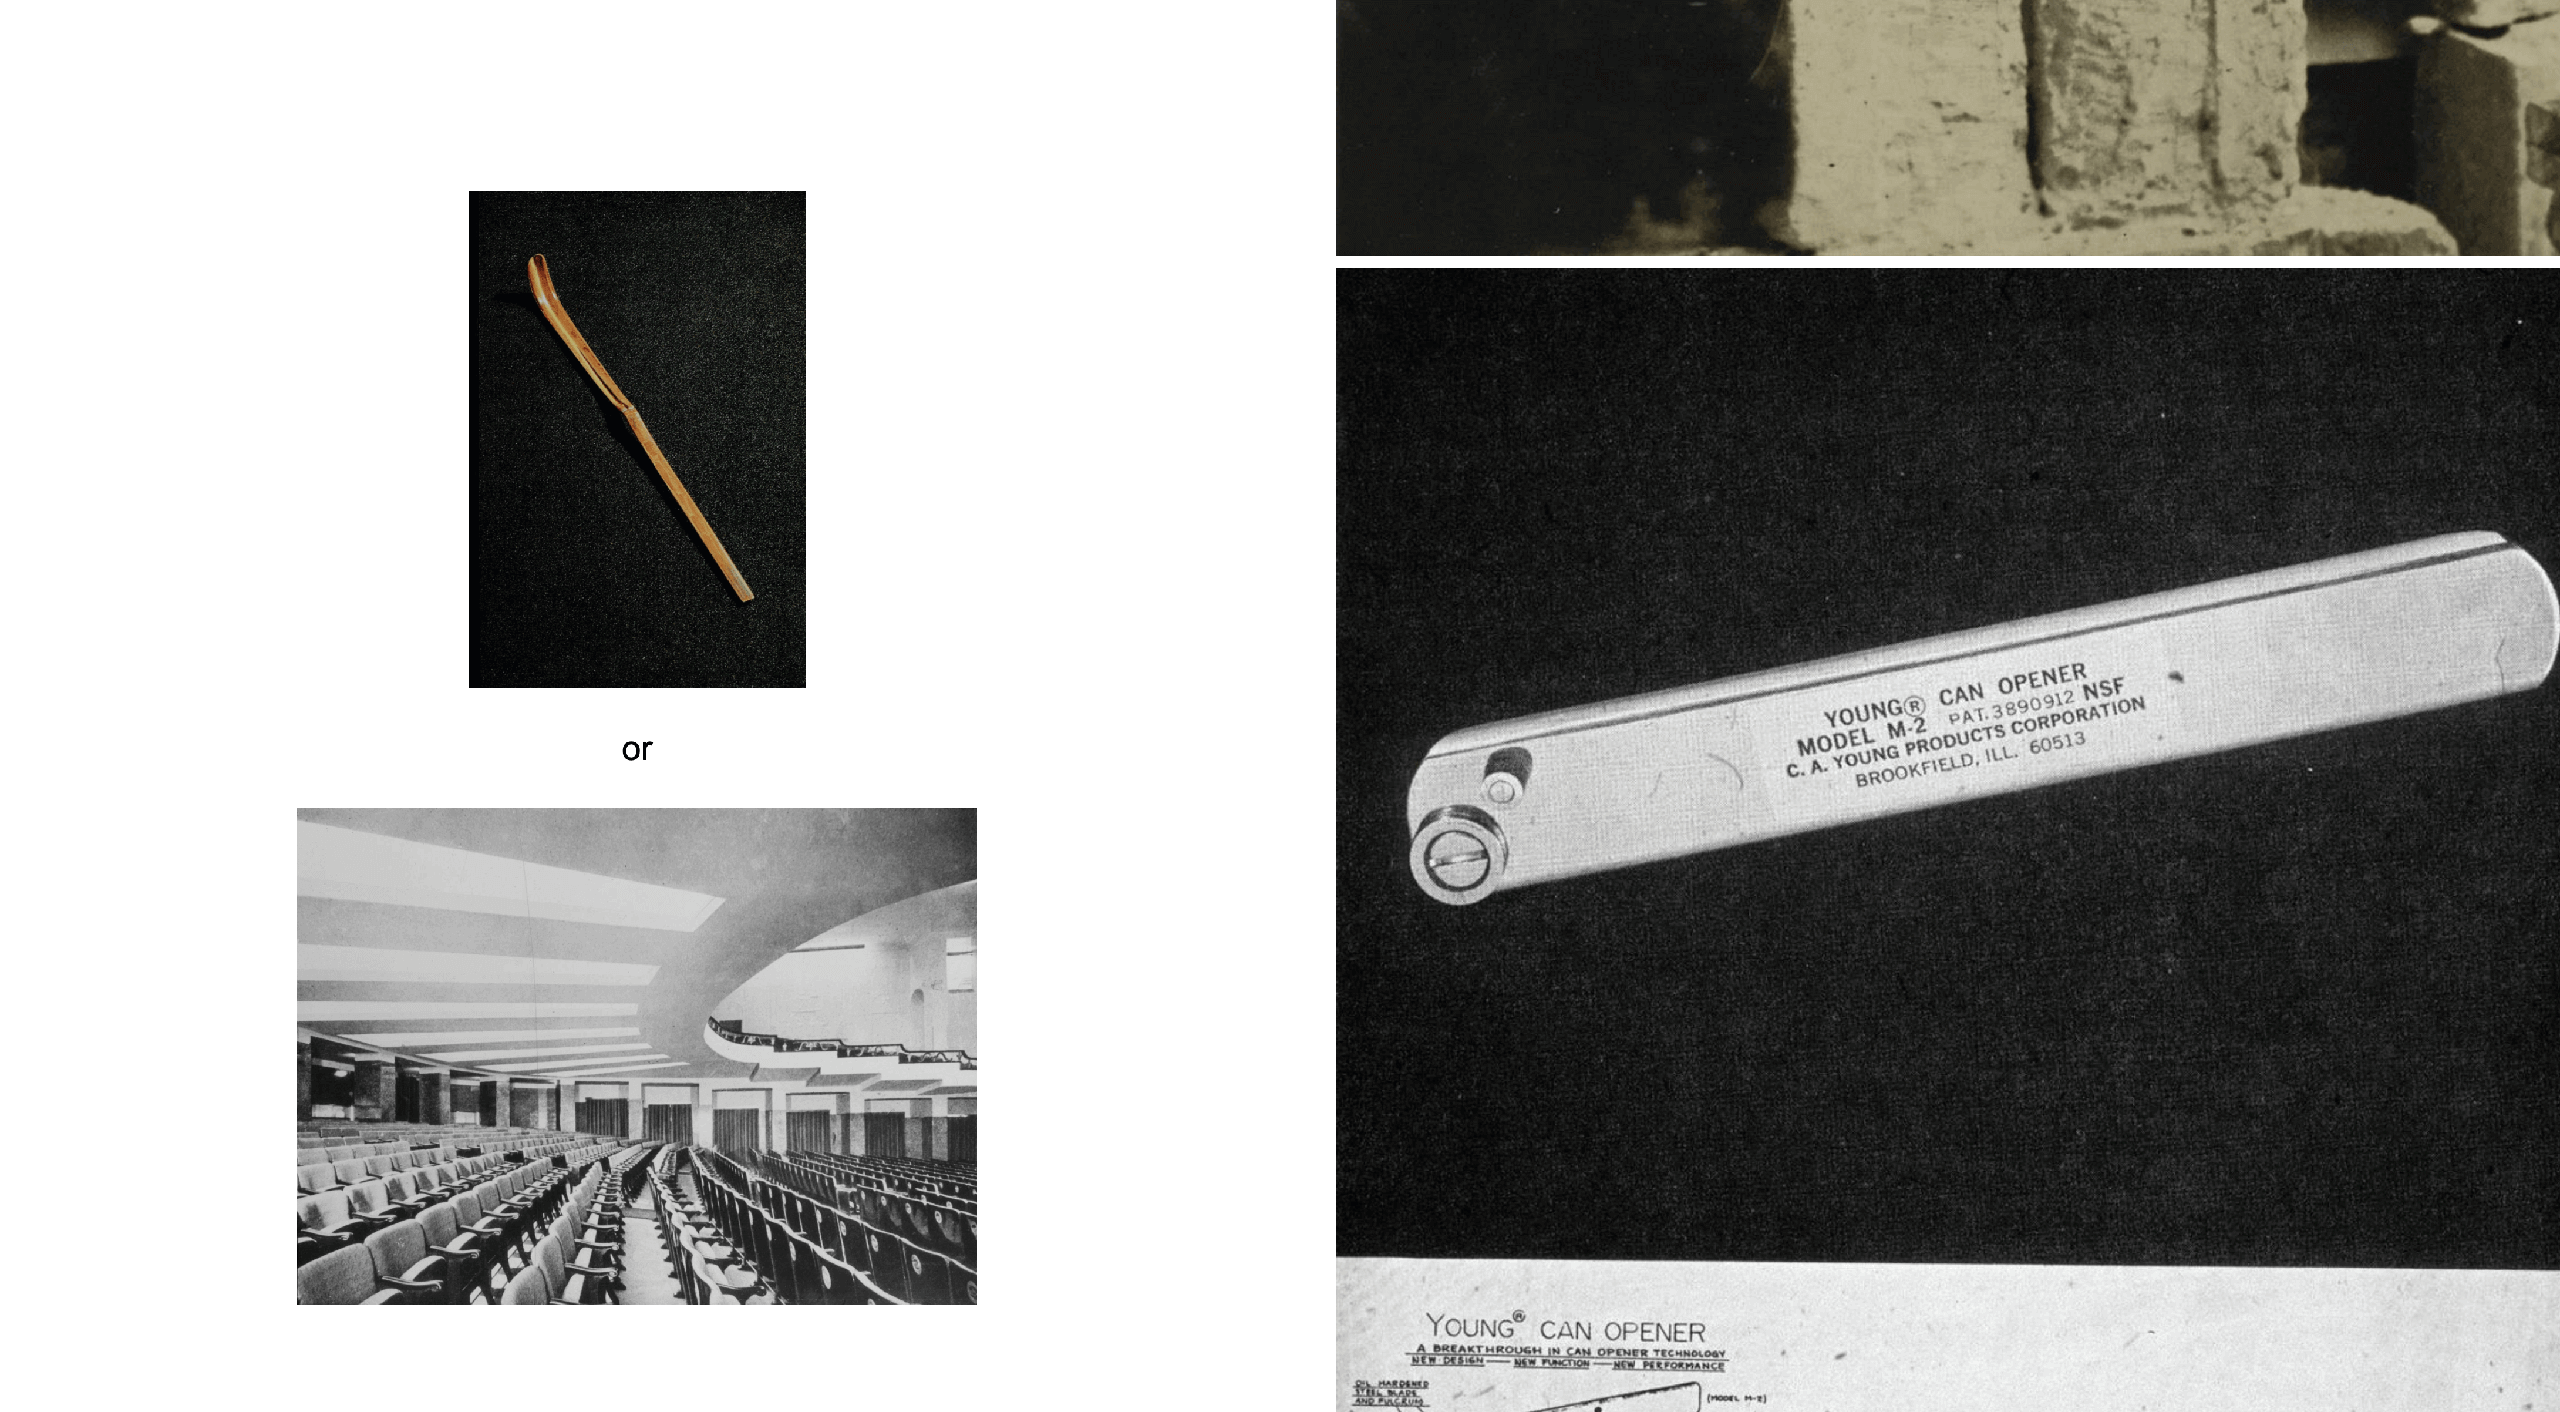 or
YOUNG® CAN OPENER
MODEL M-2 PAT. 3890912 NSF
C. A. YOUNG PRODUCTS CORPORATION
BROOKFIELD, ILL. 60513
YOUNG® CAN OPENER
A BREAKTHROUGH IN CAN OPENER TECHNOLOGY
NEW DESIGN — NEW FUNCTION — NEW PERFORMANCE
OIL HARDENED
STEEL BLADE
AND FULCRUM
(MODEL M-2)